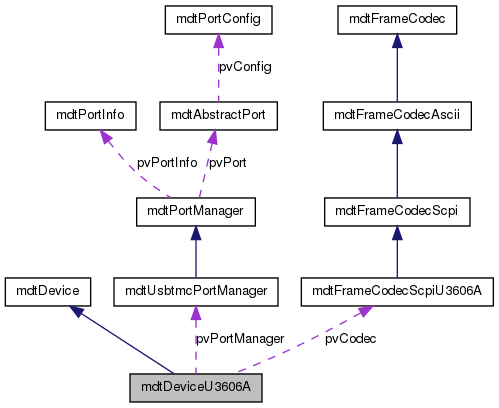 mdtPortConfig
mdtFrameCodec
pvConfig
mdtPortInfo
mdtAbstractPort
mdtFrameCodecAscii
pvPortInfo
pvPort
mdtPortManager
mdtFrameCodecScpi
mdtDevice
mdtUsbtmcPortManager
mdtFrameCodecScpiU3606A
pvPortManager
pvCodec
mdtDeviceU3606A